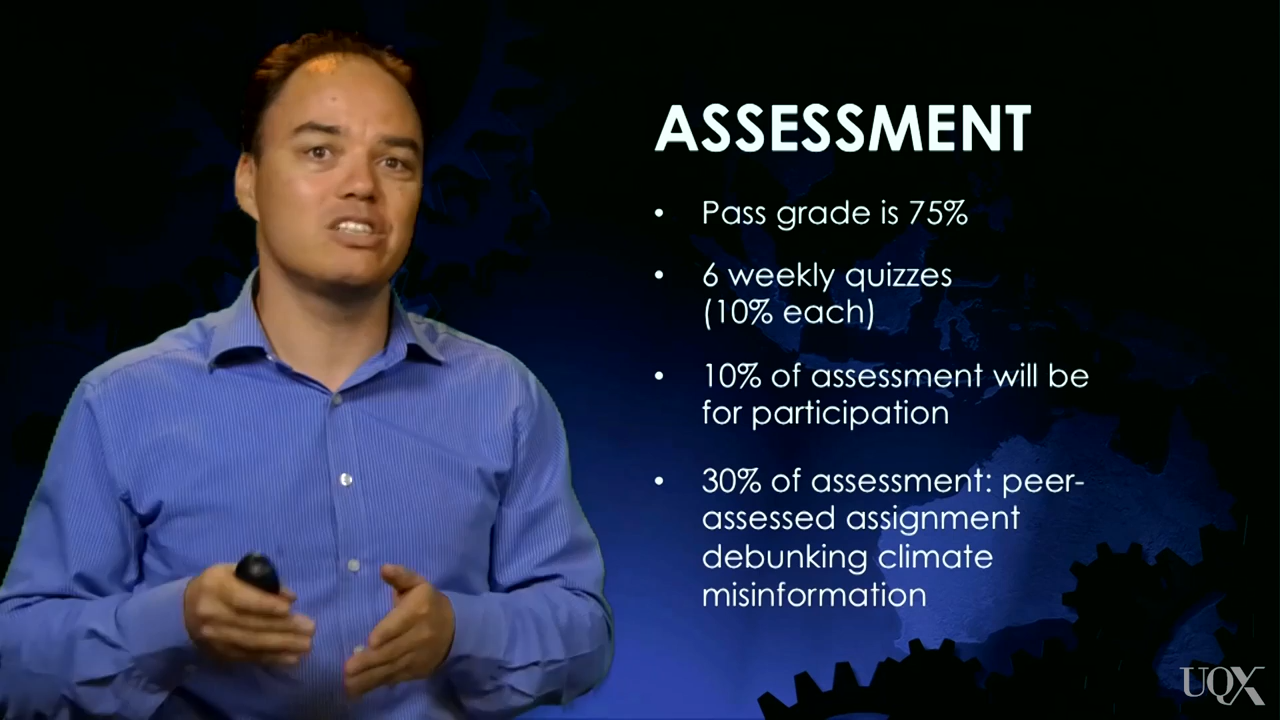 ASSESSMENT
• Pass grade is 75%
• 6 weekly quizzes
(10% each)
• 10% of assessment will be
for participation
• 30% of assessment: peer-
assessed assignment
debunking climate
misinformation
UQX